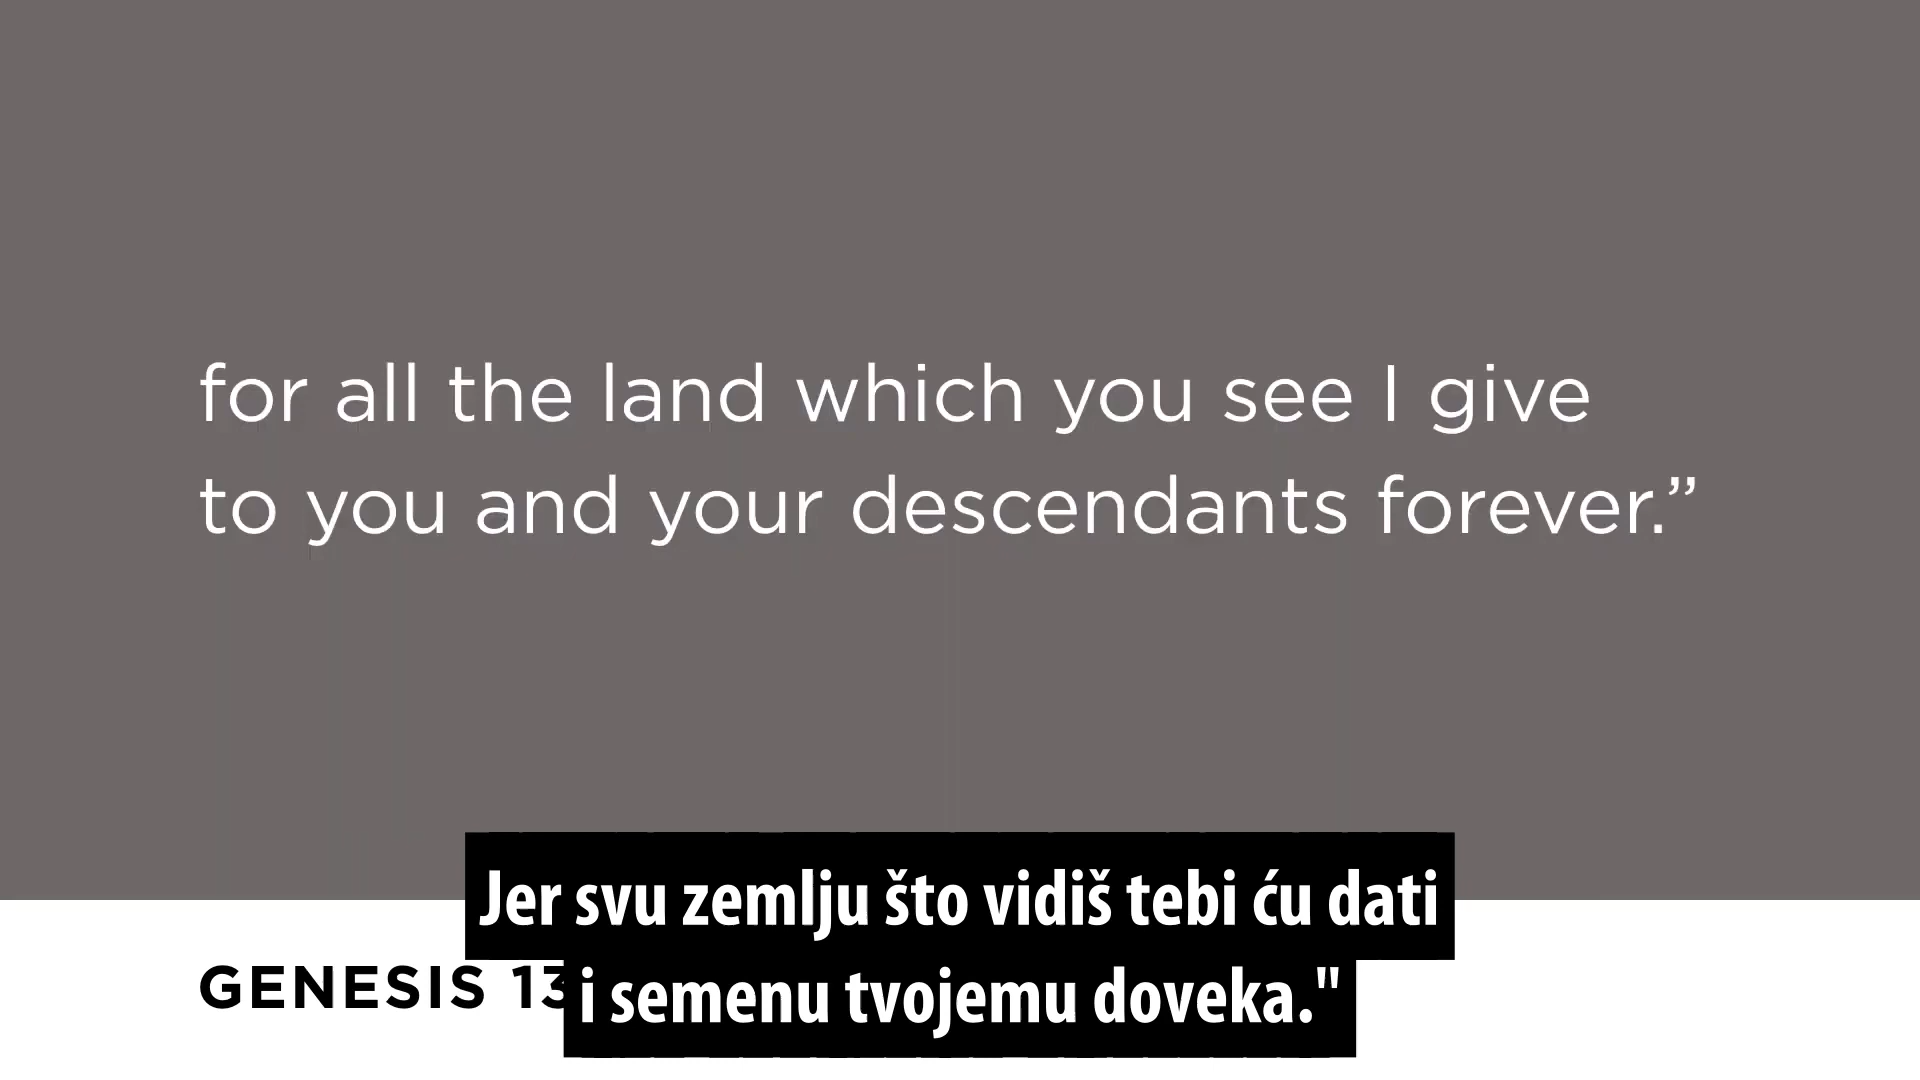 for all the land which you see I give
to you and your descendants forever.”
GENESIS 13
Jer svu zemlju što vidiš tebi ću dati
i semenu tvojemu doveka."